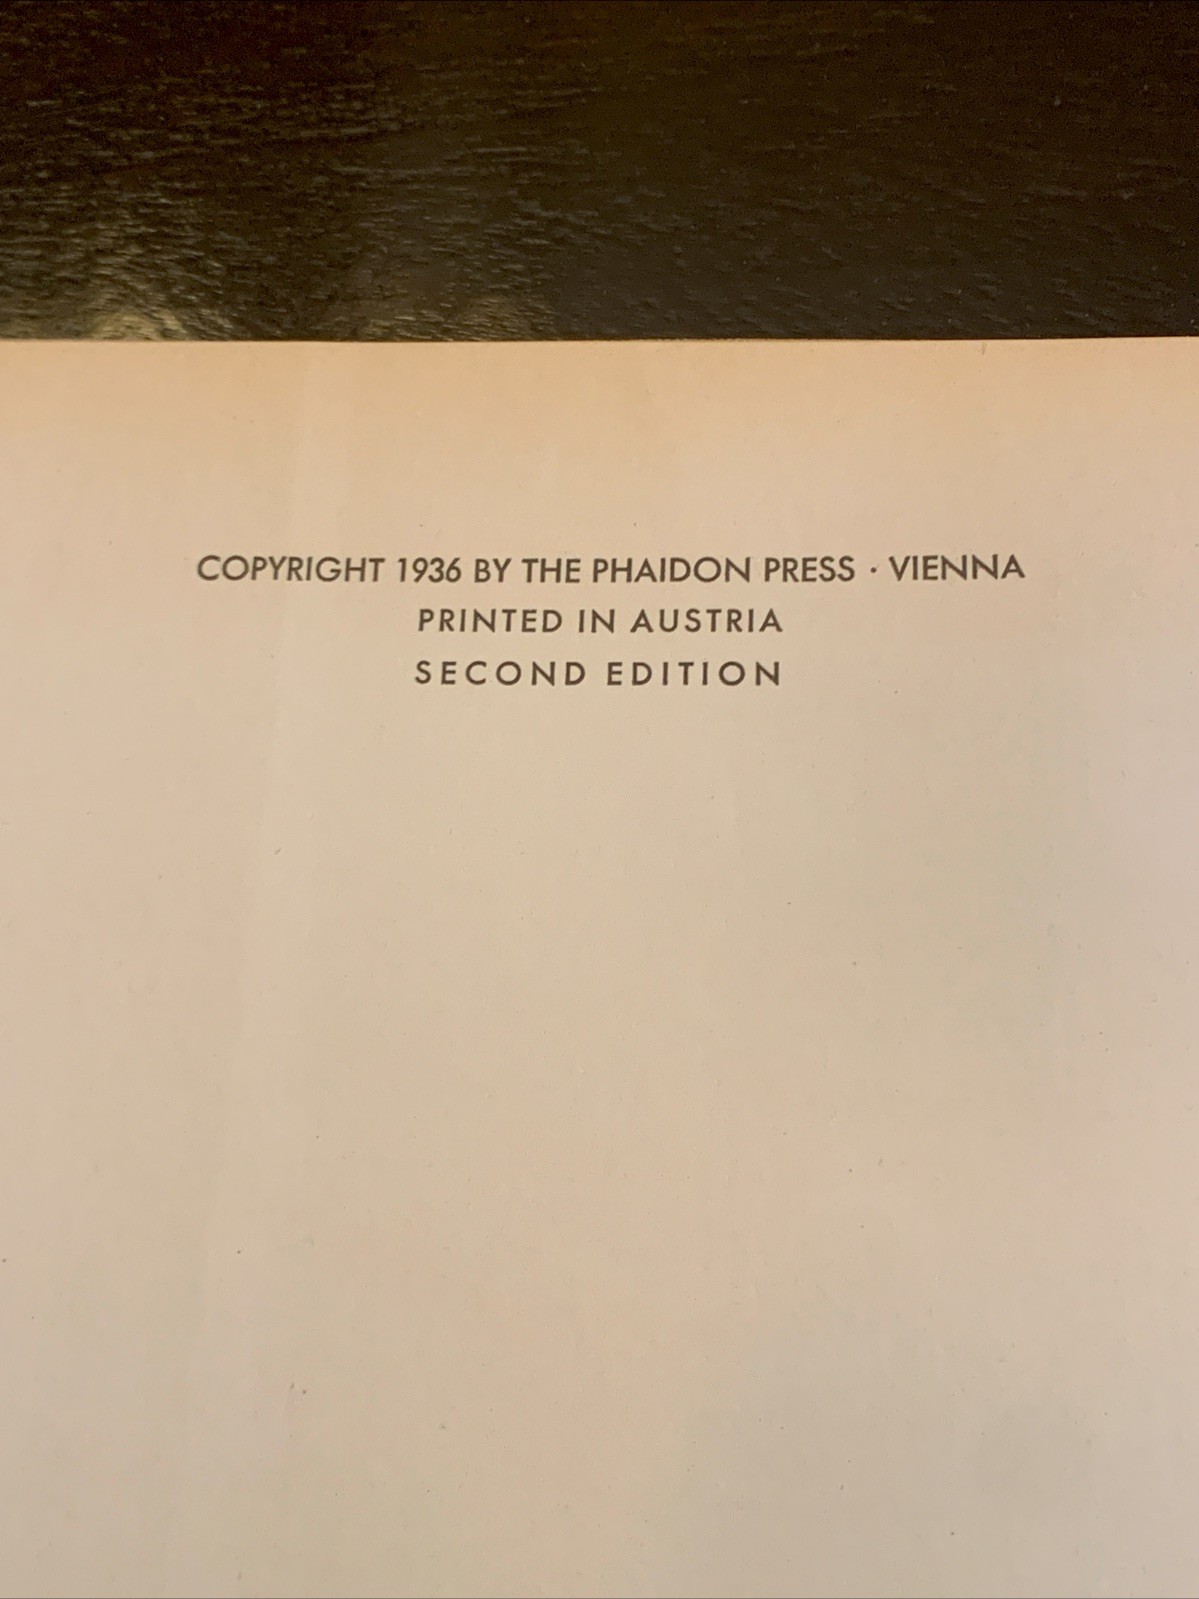 COPYRIGHT 1936 BY THE PHAIDON PRESS · VIENNA
PRINTED IN AUSTRIA
SECOND EDITION